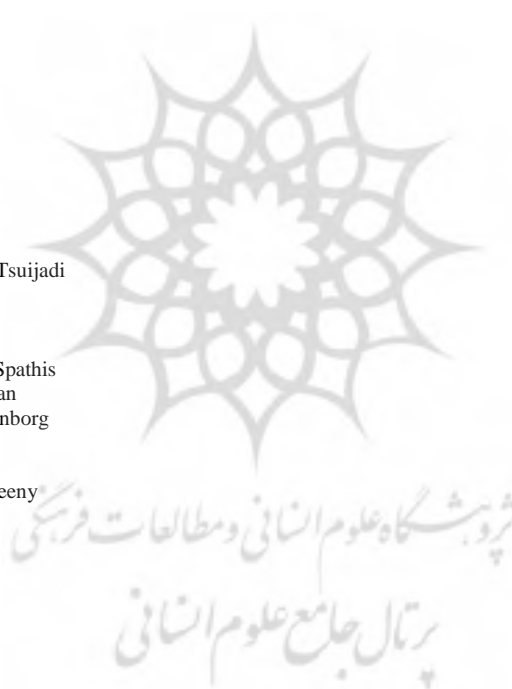 Tsuijadi
Spathis
an
nborg
eeny
پژوهشگاه علوم انسانی و مطالعات فرهنگی
پرتال جامع علوم انسانی